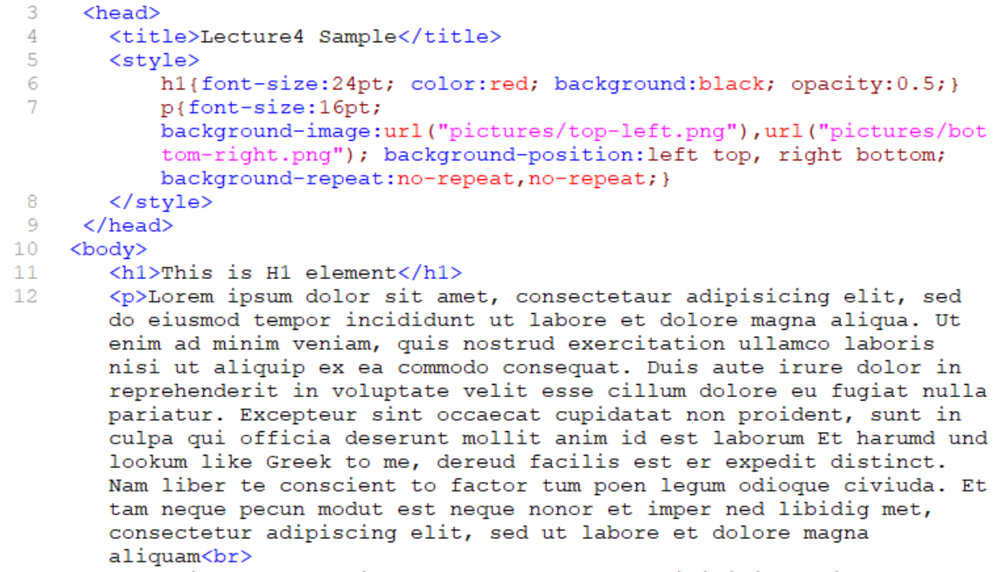 3 <head>
4 <title>Lecture4 Sample</title>
5 <style>
6 h1{font-size:24pt; color:red; background:black; opacity:0.5;}
7 p{font-size:16pt;
background-image:url("pictures/top-left.png"),url("pictures/bot
tom-right.png"); background-position:left top, right bottom;
background-repeat:no-repeat,no-repeat;}
8 </style>
9 </head>
10 <body>
11 <h1>This is H1 element</h1>
12 <p>Lorem ipsum dolor sit amet, consectetaur adipisicing elit, sed
do eiusmod tempor incididunt ut labore et dolore magna aliqua. Ut
enim ad minim veniam, quis nostrud exercitation ullamco laboris
nisi ut aliquip ex ea commodo consequat. Duis aute irure dolor in
reprehenderit in voluptate velit esse cillum dolore eu fugiat nulla
pariatur. Excepteur sint occaecat cupidatat non proident, sunt in
culpa qui officia deserunt mollit anim id est laborum Et harumd und
lookum like Greek to me, dereud facilis est er expedit distinct.
Nam liber te conscient to factor tum poen legum odioque civiuda. Et
tam neque pecun modut est neque nonor et imper ned libidig met,
consectetur adipiscing elit, sed ut labore et dolore magna
aliquam<br>